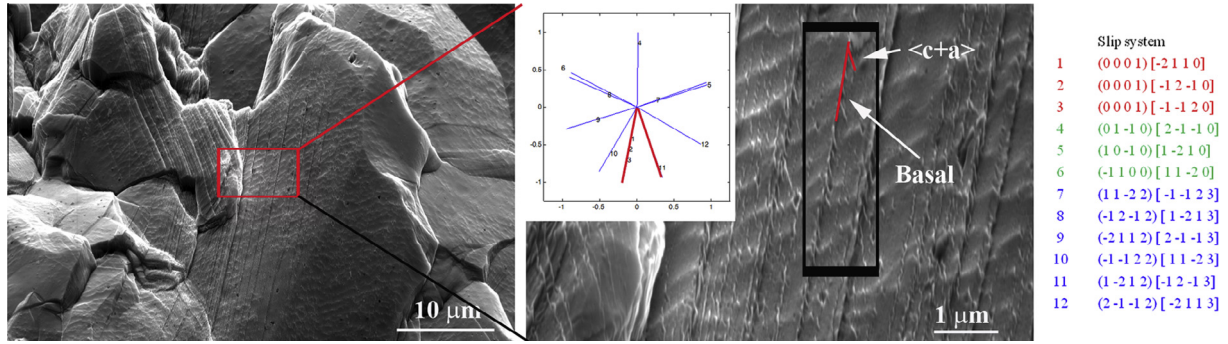 10 μm
1
0.5
0
-0.5
-1
-1
-0.5
0
0.5
1
4
6
5
8
7
9
1
2
3
10
11
12
<c+a>
Basal
1 μm
Slip system
1 (0 0 0 1) [-2 1 1 0]
2 (0 0 0 1) [-1 2 -1 0]
3 (0 0 0 1) [-1 -1 2 0]
4 (0 1 -1 0) [2 -1 -1 0]
5 (1 0 -1 0) [1 -2 1 0]
6 (-1 1 0 0) [1 1 -2 0]
7 (1 1 -2 2) [-1 -1 2 3]
8 (-1 2 -1 2) [1 -2 1 3]
9 (-2 1 1 2) [2 -1 -1 3]
10 (-1 -1 2 2) [1 1 -2 3]
11 (1 -2 1 2) [-1 2 -1 3]
12 (2 -1 -1 2) [-2 1 1 3]